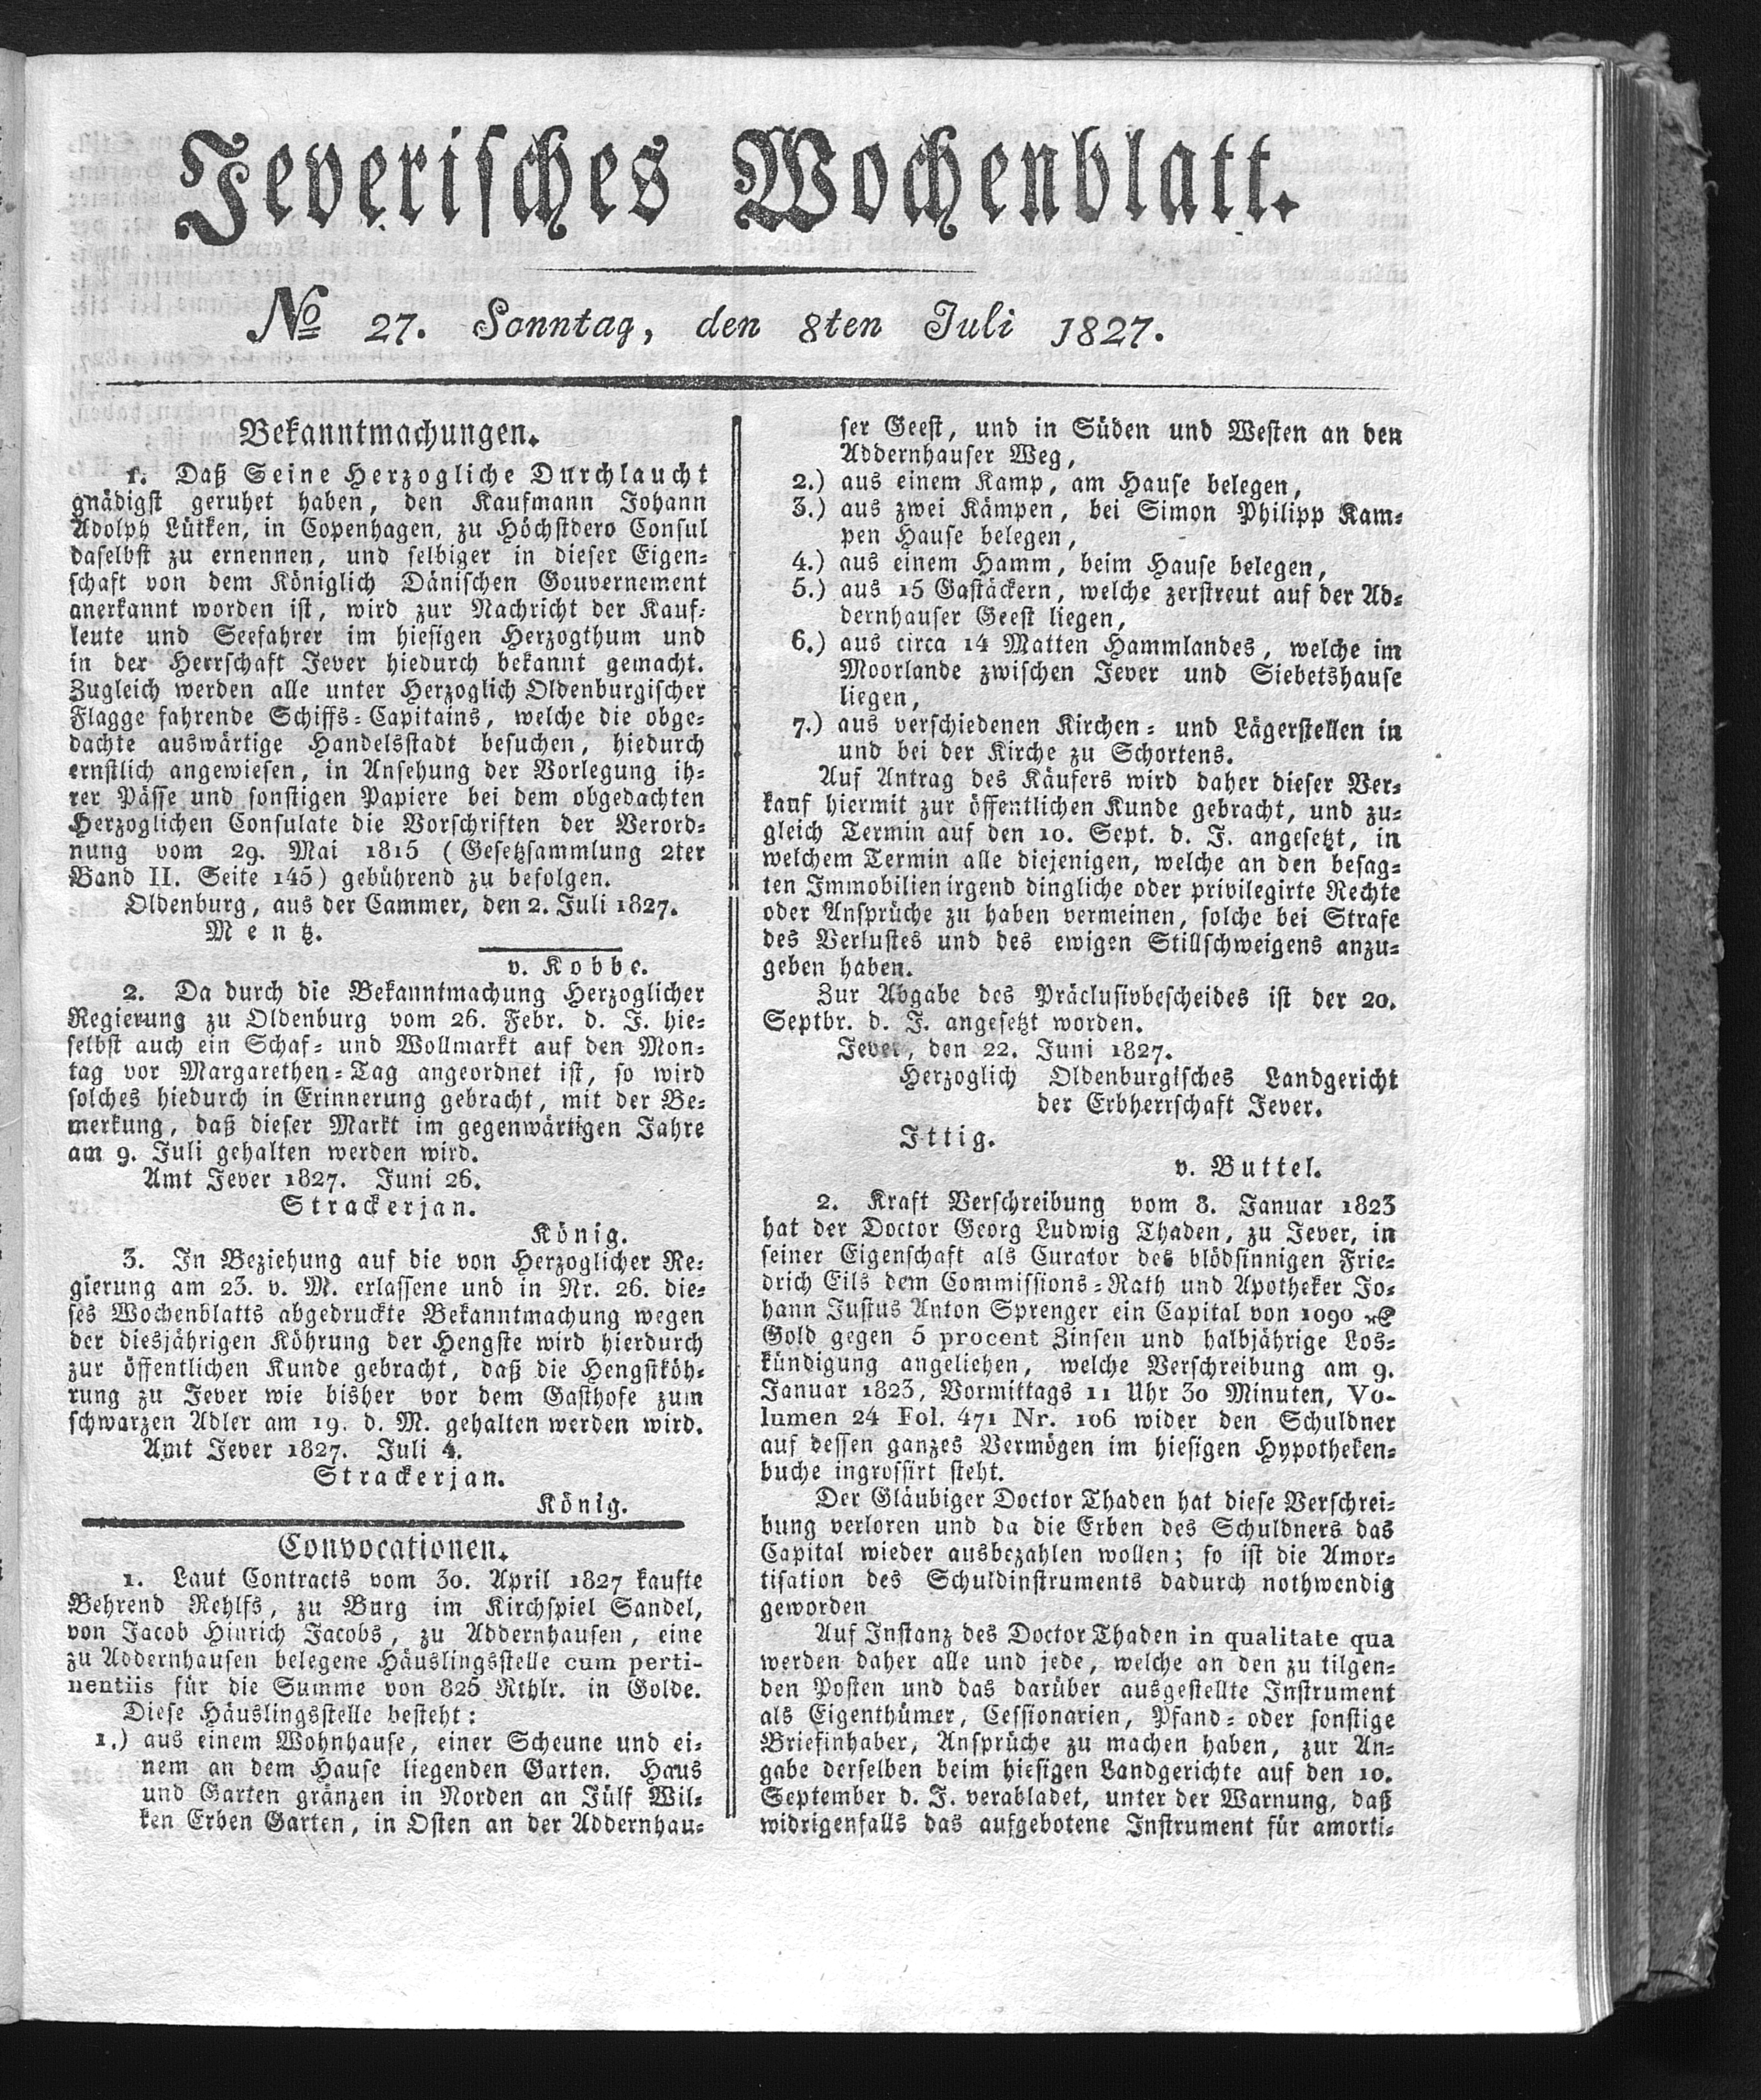 Jeverisches Wochenblatt.
No 27. Sonntag, den 8ten Juli 1827.
Bekanntmachungen.
1. Daß Seine Herzogliche Durchlaucht
gnädigst geruhet haben, den Kaufmann Johann
Adolph Lütken, in Copenhagen, zu Höchstdero Consul
daselbst zu ernennen, und selbiger in dieser Eigen=
schaft von dem Königlich Dänischen Gouvernement
anerkannt worden ist, wird zur Nachricht der Kauf=
leute und Seefahrer im hiesigen Herzogthum und
in der Herrschaft Jever hiedurch bekannt gemacht.
Zugleich werden alle unter Herzoglich Oldenburgischer
Flagge fahrende Schiffs=Capitains, welche die obge=
dachte auswärtige Handelsstadt besuchen, hiedurch
ernstlich angewiesen, in Ansehung der Vorlegung ih=
rer Pässe und sonstigen Papiere bei dem obgedachten
Herzoglichen Consulate die Vorschriften der Verord=
nung vom 29. Mai 1815 (Gesetzsammlung 2ter
Band II. Seite 145) gebührend zu befolgen.
Oldenburg, aus der Cammer, den 2. Juli 1827.
Mentz.
v. Kobbe.
2. Da durch die Bekanntmachung Herzoglicher
Regierung zu Oldenburg vom 26. Febr. d. J. hie=
selbst auch ein Schaf= und Wollmarkt auf den Mon=
tag vor Margarethen=Tag angeordnet ist, so wird
solches hiedurch in Erinnerung gebracht, mit der Be=
merkung, daß dieser Markt im gegenwärtigen Jahre
am 9. Juli gehalten werden wird.
Amt Jever 1827. Juni 26.
Strackerjan.
König.
3. In Beziehung auf die von Herzoglicher Re=
gierung am 23. v. M. erlassene und in Nr. 26. die=
ses Wochenblatts abgedruckte Bekanntmachung wegen
der diesjährigen Köhrung der Hengste wird hierdurch
zur öffentlichen Kunde gebracht, daß die Hengstköh=
rung zu Jever wie bisher vor dem Gasthofe zum
schwarzen Adler am 19. d. M. gehalten werden wird.
Amt Jever 1827. Juli 4.
Strackerjan.
König.
Convocationen.
1. Laut Contracts vom 30. April 1827 kaufte
Behrend Rehlfs, zu Burg im Kirchspiel Sandel,
von Jacob Hinrich Jacobs, zu Addernhausen, eine
zu Addernhausen belegene Häuslingsstelle cum perti-
nentiis für die Summe von 825 Rthlr. in Golde.
Diese Häuslingsstelle besteht:
1.) aus einem Wohnhause, einer Scheune und ei=
nem an dem Hause liegenden Garten. Haus
und Garten gränzen in Norden an Jülf Wil=
ken Erben Garten, in Osten an der Addernhau=
ser Geest, und in Süden und Westen an den
Addernhauser Weg,
2.) aus einem Kamp, am Hause belegen,
3.) aus zwei Kämpen, bei Simon Philipp Kam=
pen Hause belegen,
4.) aus einem Hamm, beim Hause belegen,
5.) aus 15 Gastäckern, welche zerstreut auf der Ad=
dernhauser Geest liegen,
6.) aus circa 14 Matten Hammlandes, welche im
Moorlande zwischen Jever und Siebetshause
liegen,
7.) aus verschiedenen Kirchen= und Lägerstellen in
und bei der Kirche zu Schortens.
Auf Antrag des Käufers wird daher dieser Ver=
kauf hiermit zur öffentlichen Kunde gebracht, und zu=
gleich Termin auf den 10. Sept. d. J. angesetzt, in
welchem Termin alle diejenigen, welche an den besag=
ten Immobilien irgend dingliche oder privilegirte Rechte
oder Ansprüche zu haben vermeinen, solche bei Strafe
des Verlustes und des ewigen Stillschweigens anzu=
geben haben.
Zur Abgabe des Präclusivbescheides ist der 20.
Septbr. d. J. angesetzt worden.
Jever, den 22. Juni 1827.
Herzoglich Oldenburgisches Landgericht
der Erbherrschaft Jever.
Ittig.
v. Buttel.
2. Kraft Verschreibung vom 8. Januar 1823
hat der Doctor Georg Ludwig Thaden, zu Jever, in
seiner Eigenschaft als Curator des blödsinnigen Frie=
drich Eils dem Commissions=Rath und Apotheker Jo=
hann Justus Anton Sprenger ein Capital von 1090
Gold gegen 5 procent Zinsen und halbjährige Los=
kündigung angeliehen, welche Verschreibung am 9.
Januar 1823, Vormittags 11 Uhr 30 Minuten, Vo-
lumen 24 Fol. 471 Nr. 106 wider den Schuldner
auf dessen ganzes Vermögen im hiesigen Hypotheken=
buche ingrossirt steht.
Der Gläubiger Doctor Thaden hat diese Verschrei=
bung verloren und da die Erben des Schuldners das
Capital wieder ausbezahlen wollen; so ist die Amor=
tisation des Schuldinstruments dadurch nothwendig
geworden
Auf Instanz des Doctor Thaden in qualitate qua
werden daher alle und jede, welche an den zu tilgen=
den Posten und das darüber ausgestellte Instrument
als Eigenthümer, Cessionarien, Pfand= oder sonstige
Briefinhaber, Ansprüche zu machen haben, zur An=
gabe derselben beim hiesigen Landgerichte auf den 10.
September d. J. verabladet, unter der Warnung, daß
widrigenfalls das aufgebotene Instrument für amorti=